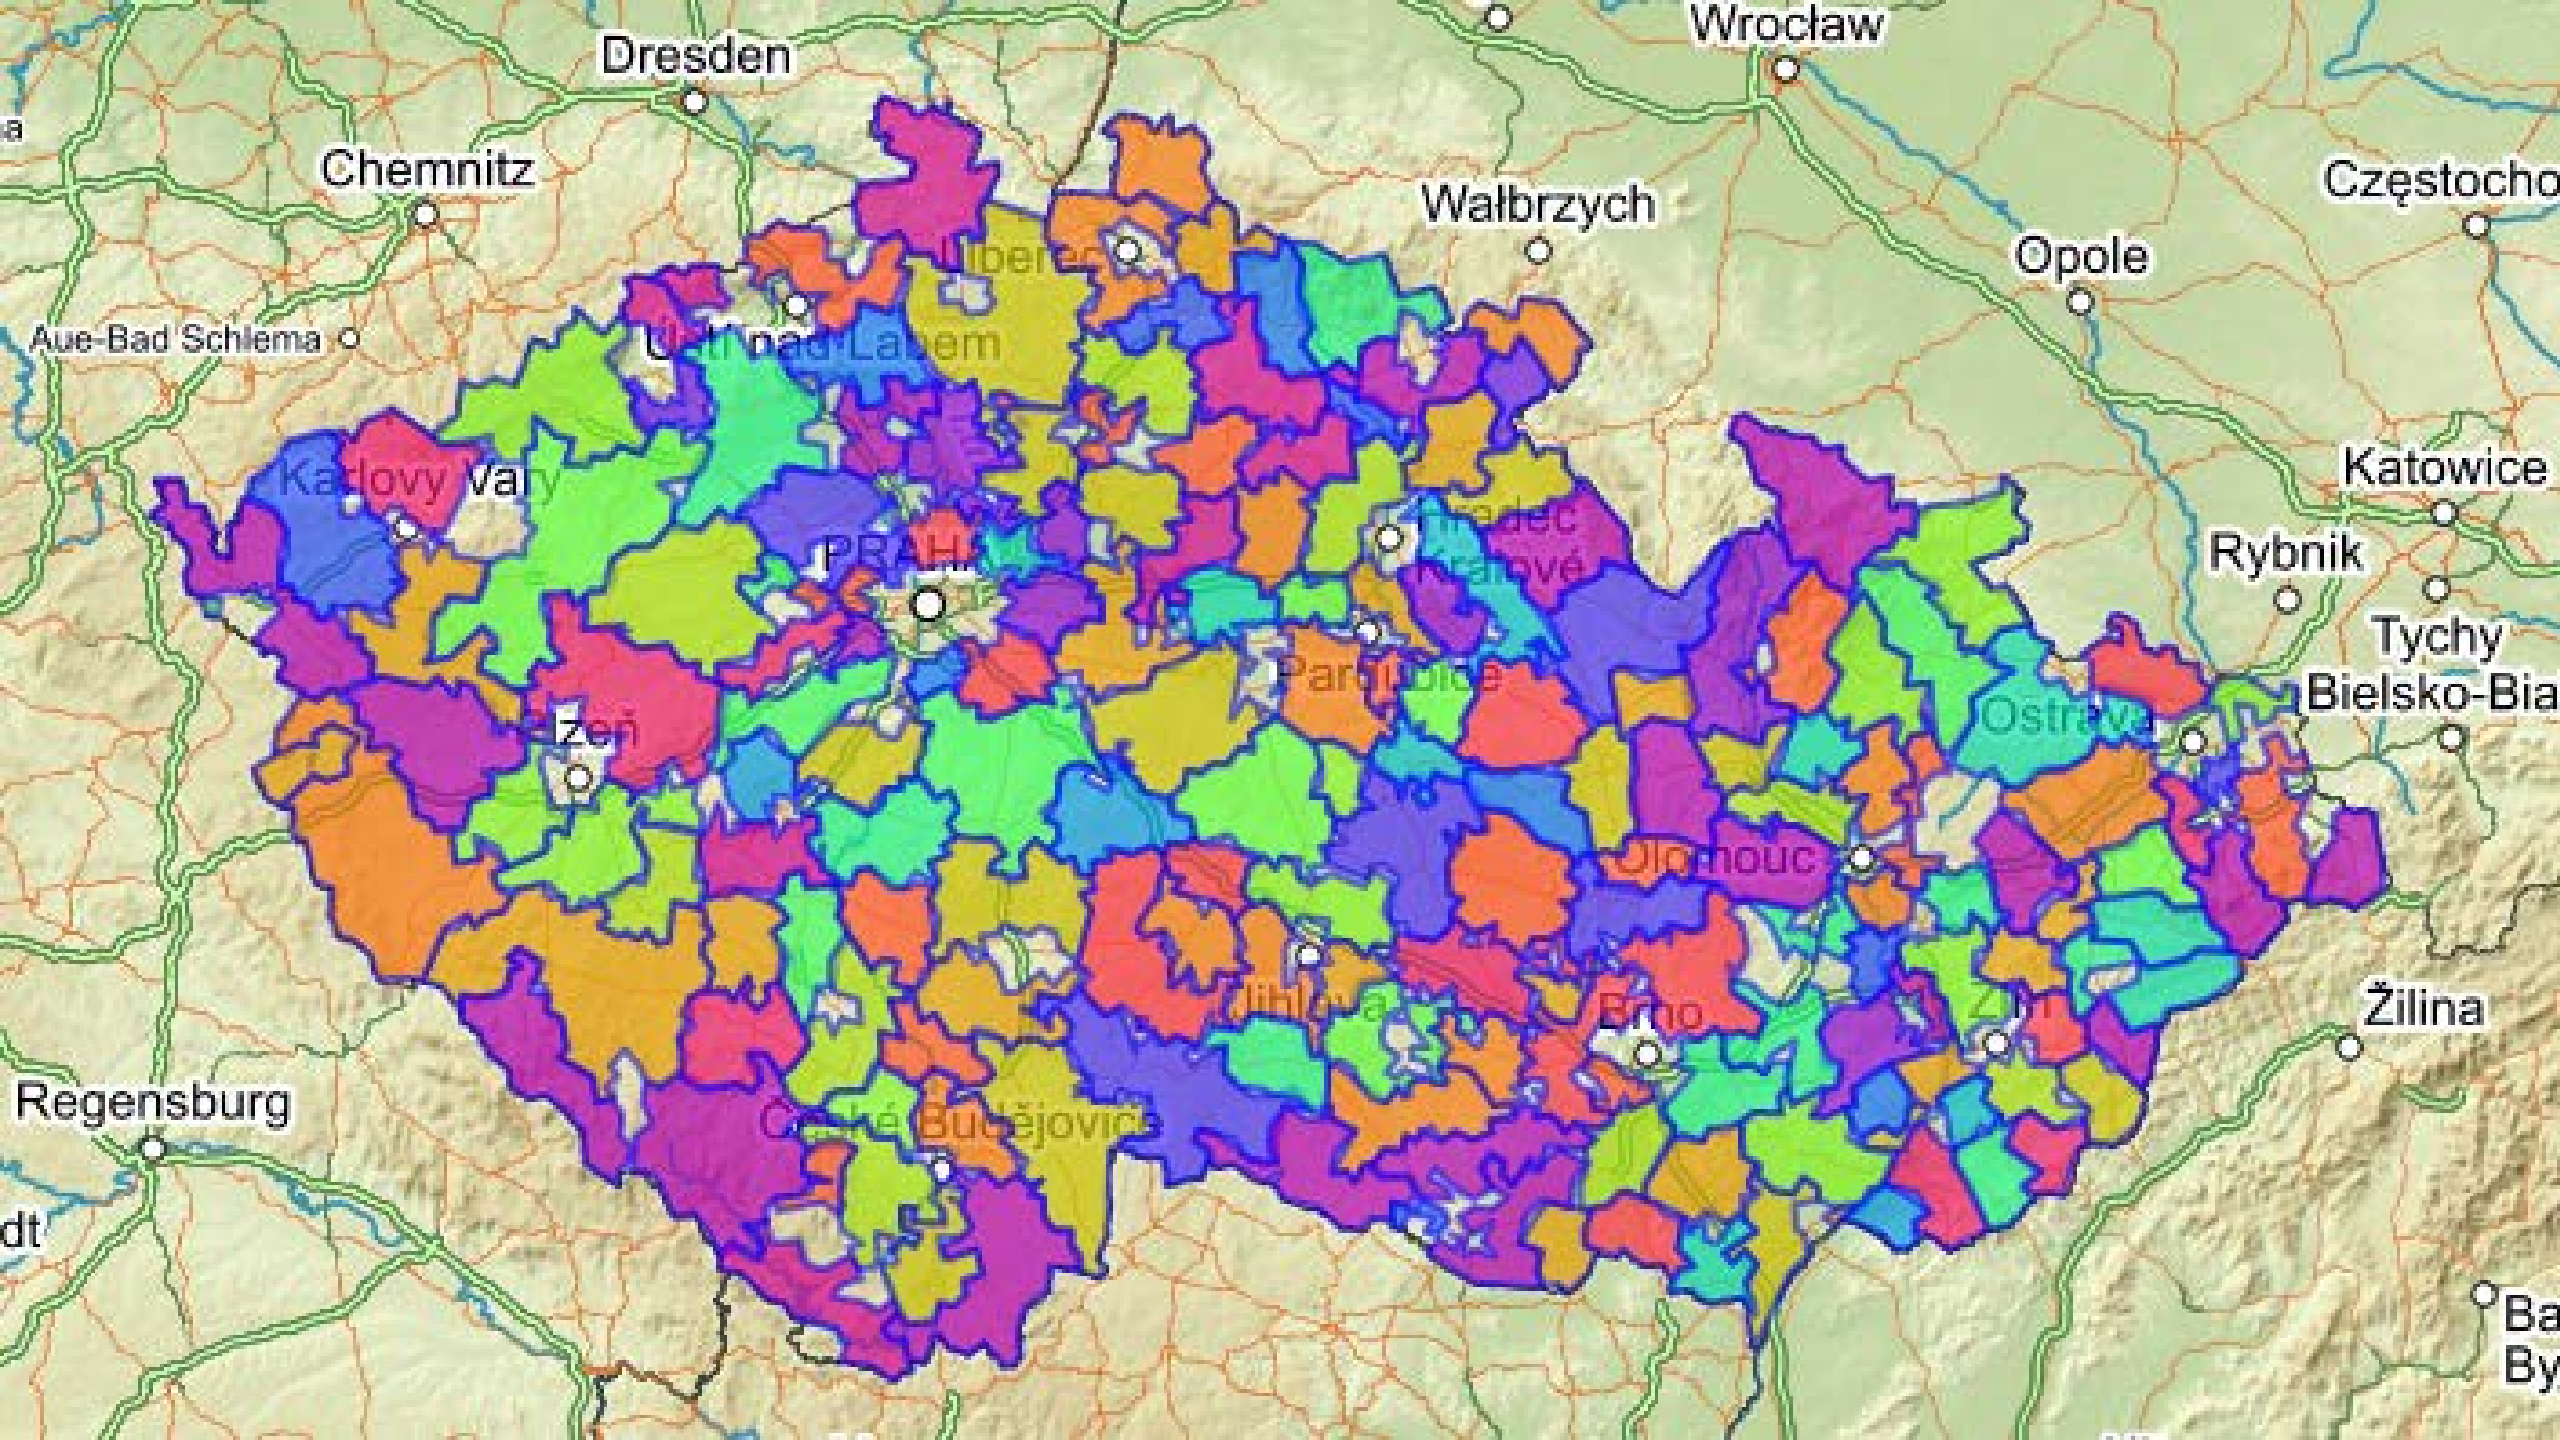 Wrocław
Dresden
Chemnitz
Częstocho
Wałbrzych
Opole
Liberec
Aue-Bad Schlema
Ústí nad Labem
Katowice
Karlovy Vary
Hradec
Králové
PRAHA
Rybnik
Tychy
Pardubice
Bielsko-Bia
Ostrava
Plzeň
Olomouc
Jihlava
Brno
Zlín
Žilina
Regensburg
České Budějovice
dt
Ba
By